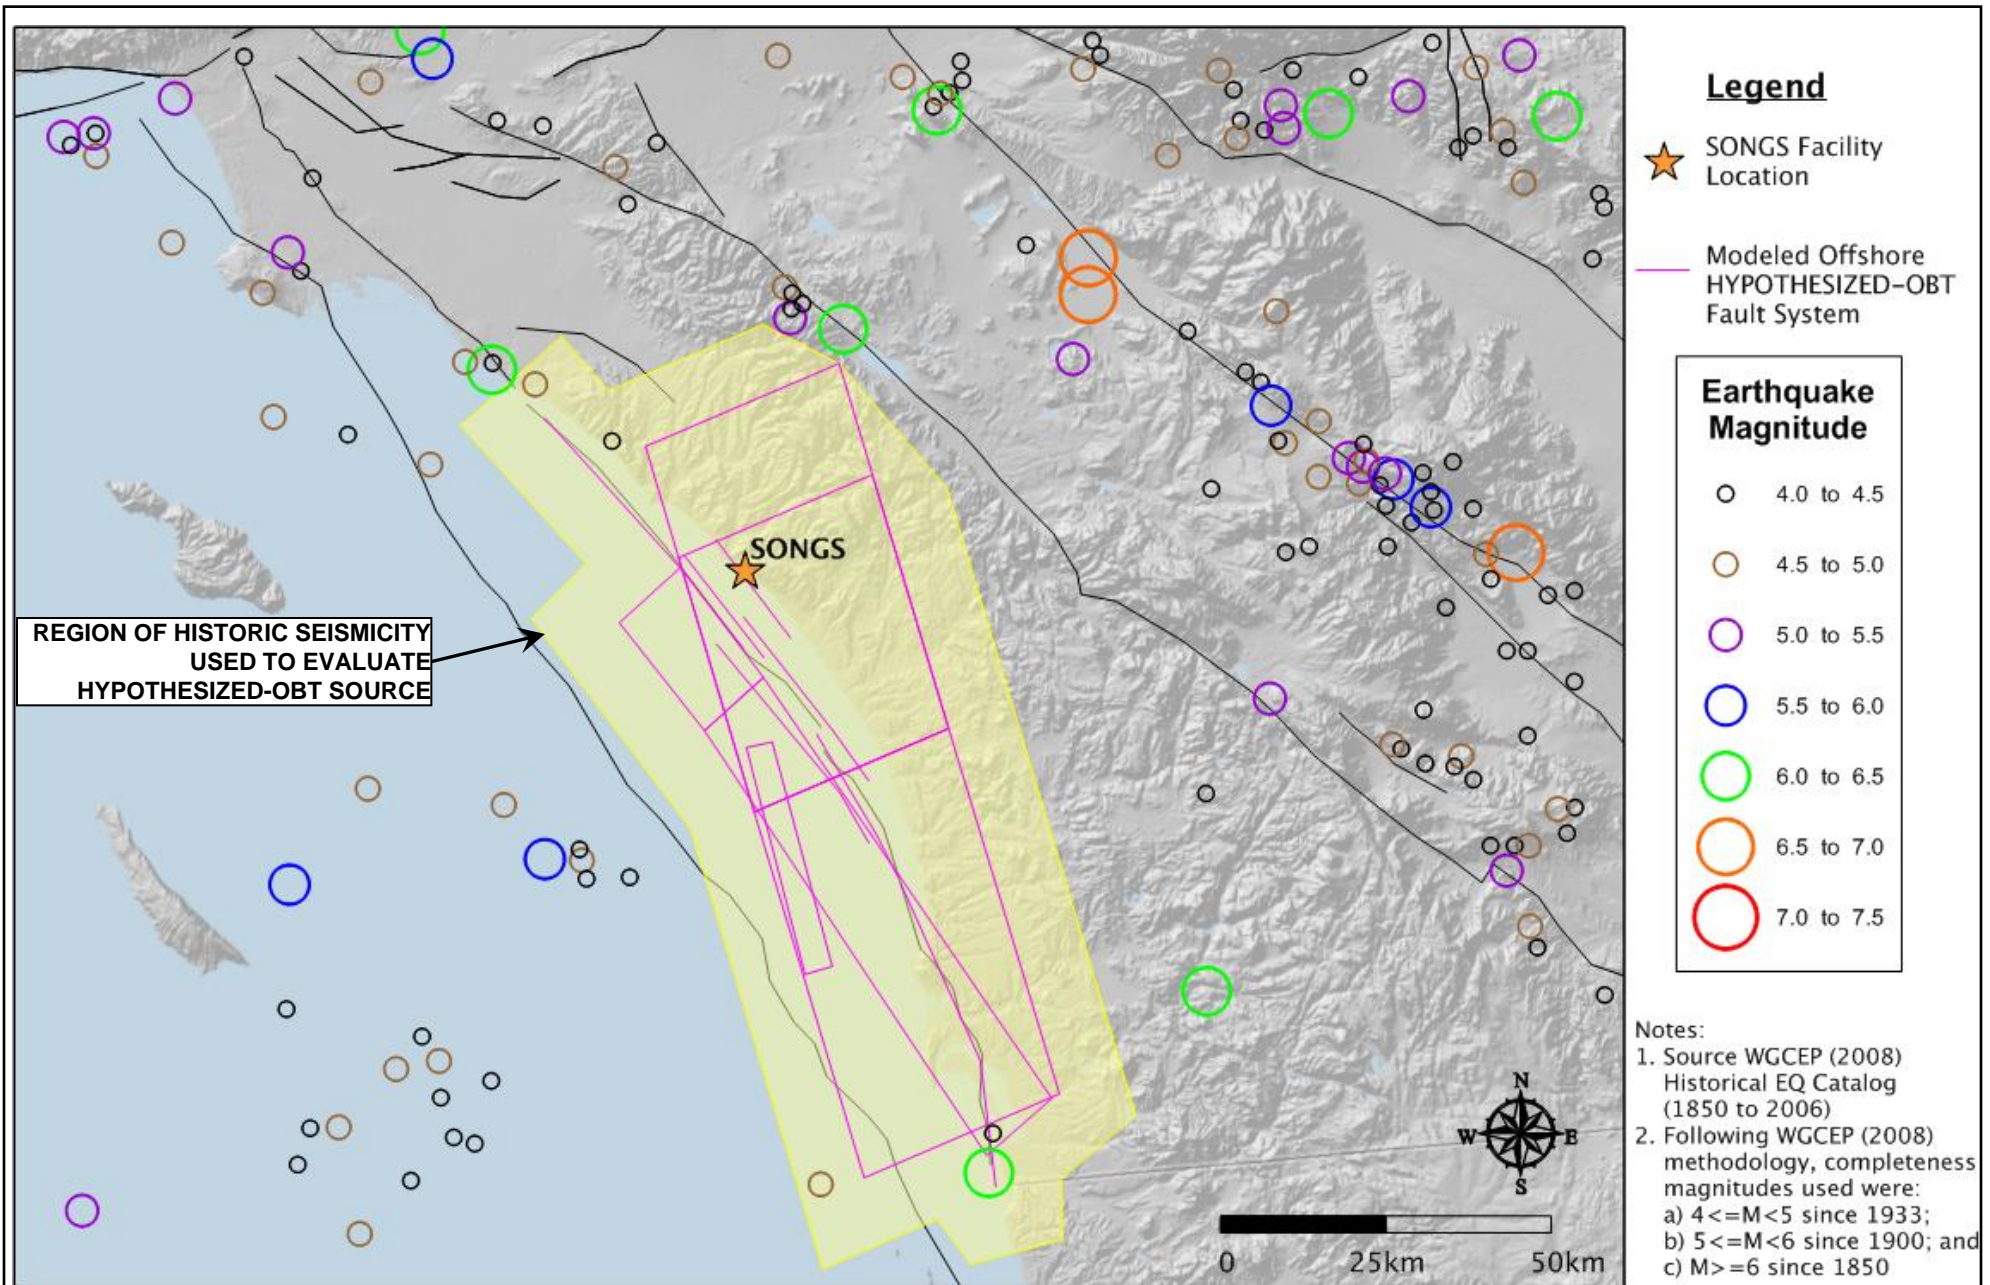 SONGS
REGION OF HISTORIC SEISMICITY
USED TO EVALUATE
HYPOTHESIZED-OBT SOURCE
N
W E
S
0 25km 50km
Legend
SONGS Facility
Location
Modeled Offshore
HYPOTHESIZED-OBT
Fault System
Earthquake
Magnitude
4.0 to 4.5
4.5 to 5.0
5.0 to 5.5
5.5 to 6.0
6.0 to 6.5
6.5 to 7.0
7.0 to 7.5
Notes:
1. Source WGCEP (2008)
Historical EQ Catalog
(1850 to 2006)
2. Following WGCEP (2008)
methodology, completeness
magnitudes used were:
a) 4<=M<5 since 1933;
b) 5<=M<6 since 1900; and
c) M>=6 since 1850